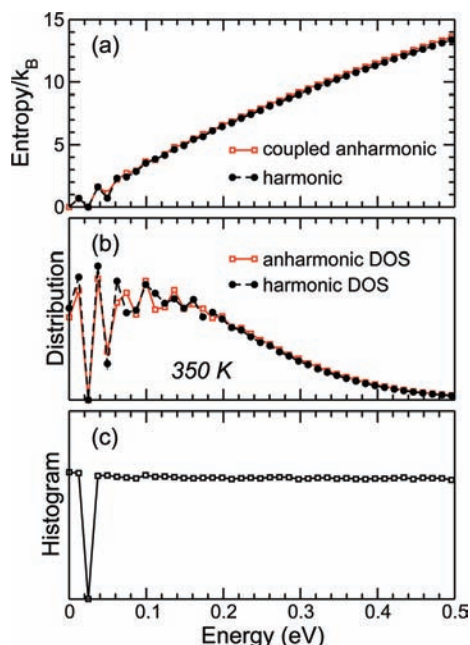 (a)
Entropy/kB
15
10
5
0
coupled anharmonic
harmonic
(b)
Distribution
anharmonic DOS
harmonic DOS
350 K
(c)
Histogram
0 0.1 0.2 0.3 0.4 0.5
Energy (eV)